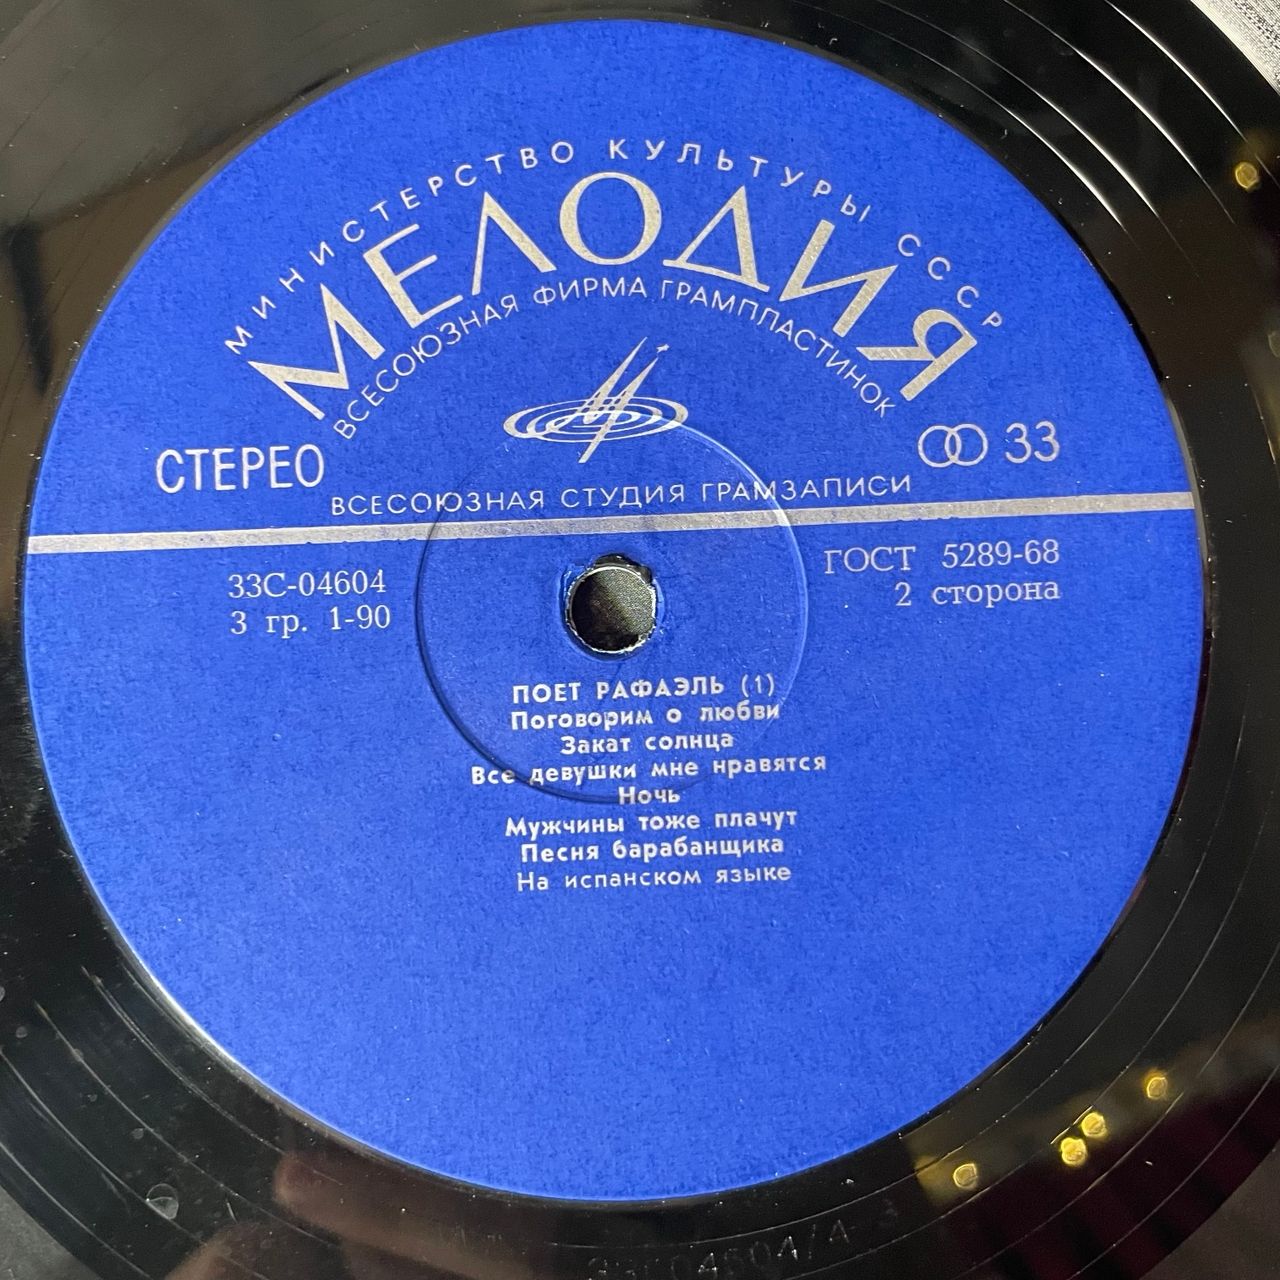 МИНИСТЕРСТВО КУЛЬТУРЫ СССР
МЕЛОДИЯ
ВСЕСОЮЗНАЯ ФИРМА ГРАМПЛАСТИНОК
СТЕРЕО
33
ВСЕСОЮЗНАЯ СТУДИЯ ГРАМЗАПИСИ
33С-04604
3 гр. 1-90
ГОСТ 5289-68
2 сторона
ПОЕТ РАФАЭЛЬ (1)
Поговорим о любви
Закат солнца
Все девушки мне нравятся
Ночь
Мужчины тоже плачут
Песня барабанщика
На испанском языке